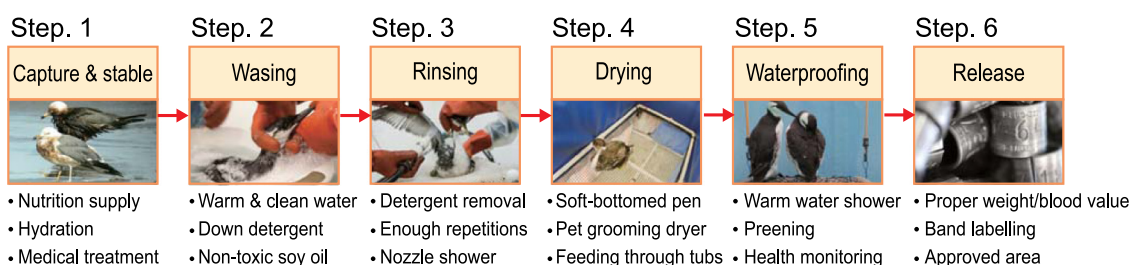 Step. 1
Capture & stable
• Nutrition supply
• Hydration
• Medical treatment
Step. 2
Wasing
• Warm & clean water
• Down detergent
• Non-toxic soy oil
Step. 3
Rinsing
• Detergent removal
• Enough repetitions
• Nozzle shower
Step. 4
Drying
• Soft-bottomed pen
• Pet grooming dryer
• Feeding through tubs
Step. 5
Waterproofing
• Warm water shower
• Preening
• Health monitoring
Step. 6
Release
• Proper weight/blood value
• Band labelling
• Approved area